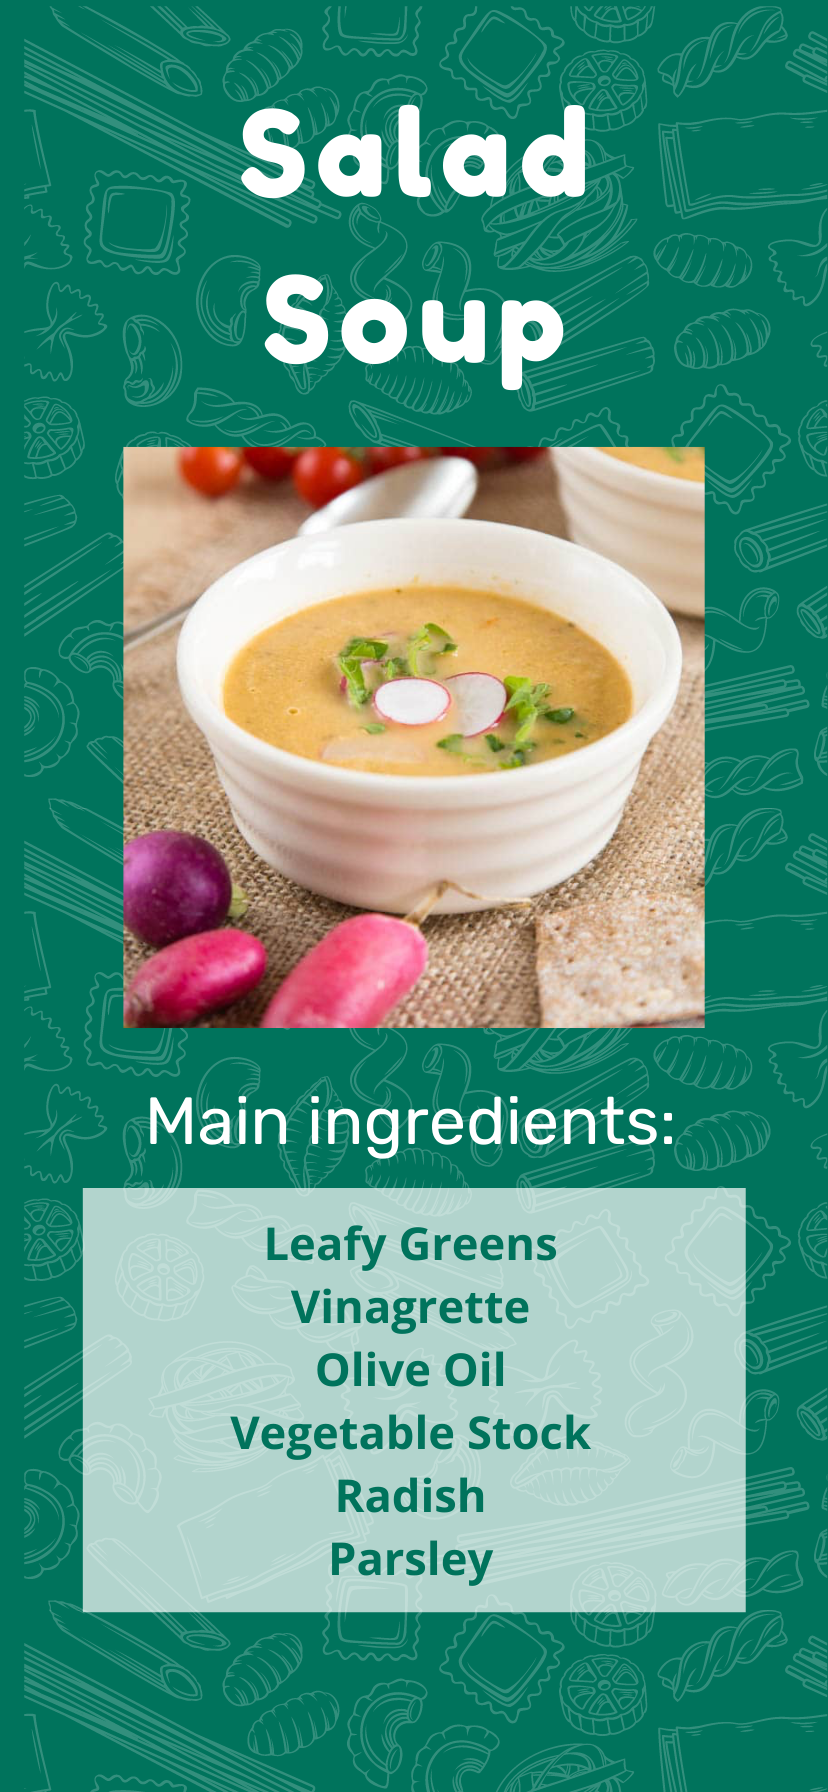 Salad
Soup
Main ingredients:
Leafy Greens
Vinagrette
Olive Oil
Vegetable Stock
Radish
Parsley